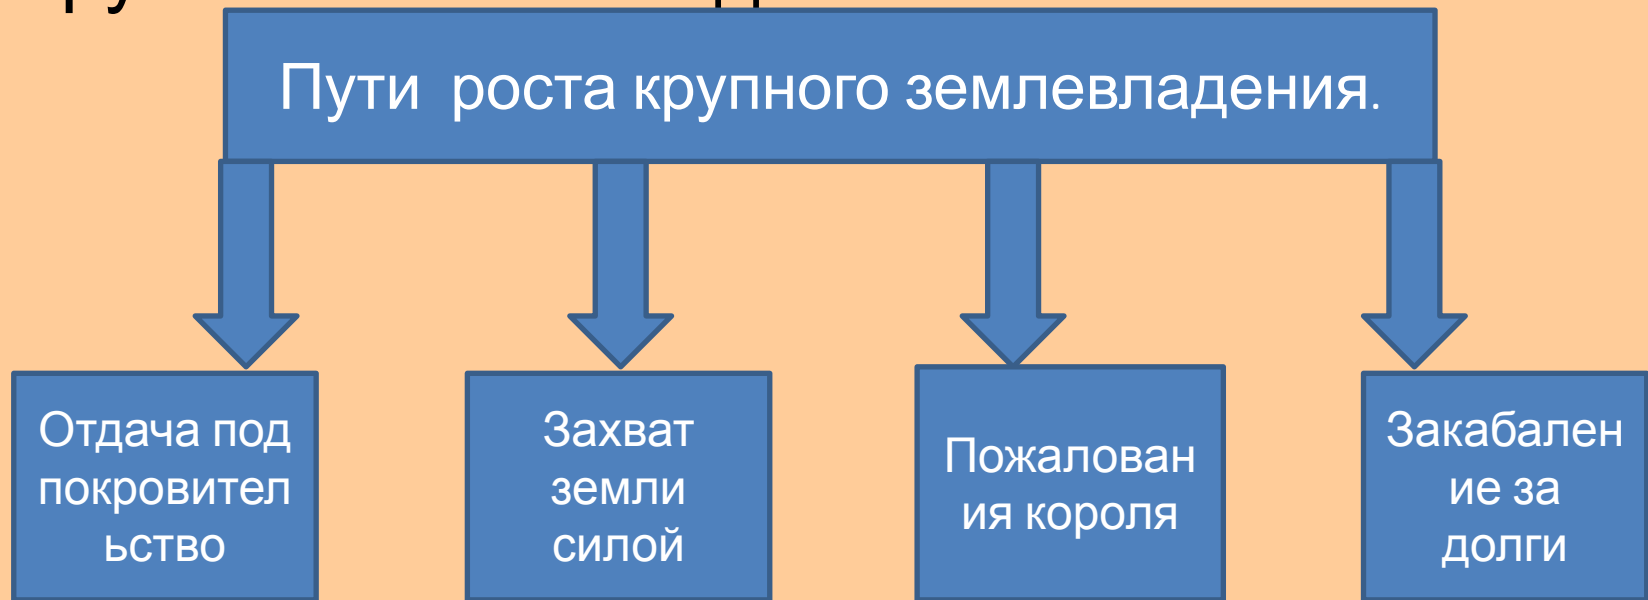 Пути роста крупного землевладения.
Отдача под
покровител
ьство
Захват
земли
силой
Пожалован
ия короля
Закабален
ие за
долги